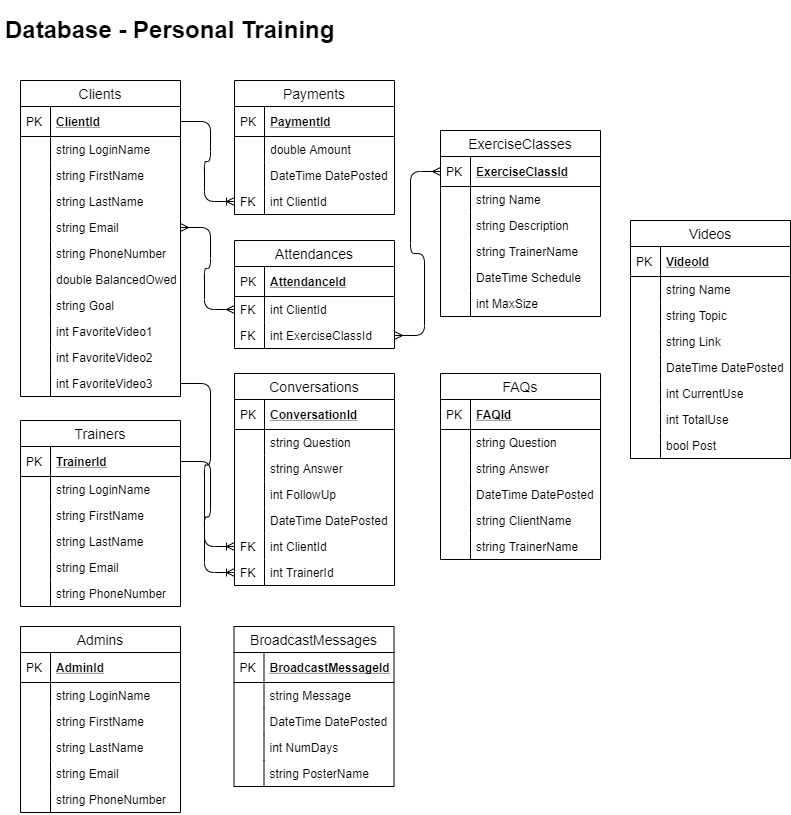 Database - Personal Training
Clients
PK ClientId
string LoginName
string FirstName
string LastName
string Email
string PhoneNumber
double BalancedOwed
string Goal
int FavoriteVideo1
int FavoriteVideo2
int FavoriteVideo3
Trainers
PK TrainerId
string LoginName
string FirstName
string LastName
string Email
string PhoneNumber
Admins
PK AdminId
string LoginName
string FirstName
string LastName
string Email
string PhoneNumber
Payments
PK PaymentId
double Amount
DateTime DatePosted
FK int ClientId
Attendances
PK AttendanceId
FK int ClientId
FK int ExerciseClassId
Conversations
PK ConversationId
string Question
string Answer
int FollowUp
DateTime DatePosted
FK int ClientId
FK int TrainerId
BroadcastMessages
PK BroadcastMessageId
string Message
DateTime DatePosted
int NumDays
string PosterName
ExerciseClasses
PK ExerciseClassId
string Name
string Description
string TrainerName
DateTime Schedule
int MaxSize
FAQs
PK FAQId
string Question
string Answer
DateTime DatePosted
string ClientName
string TrainerName
Videos
PK VideoId
string Name
string Topic
string Link
DateTime DatePosted
int CurrentUse
int TotalUse
bool Post